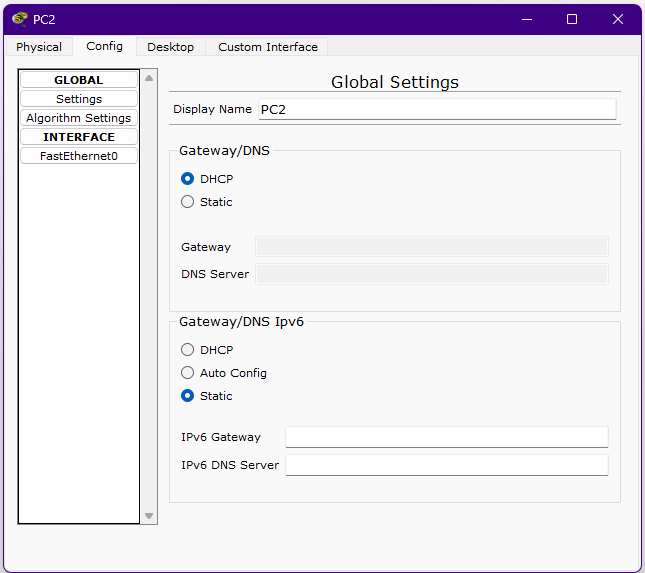 PC2
Physical Config Desktop Custom Interface
GLOBAL
Settings
Algorithm Settings
INTERFACE
FastEthernet0
Global Settings
Display Name PC2
Gateway/DNS
DHCP
Static
Gateway
DNS Server
Gateway/DNS Ipv6
DHCP
Auto Config
Static
IPv6 Gateway
IPv6 DNS Server